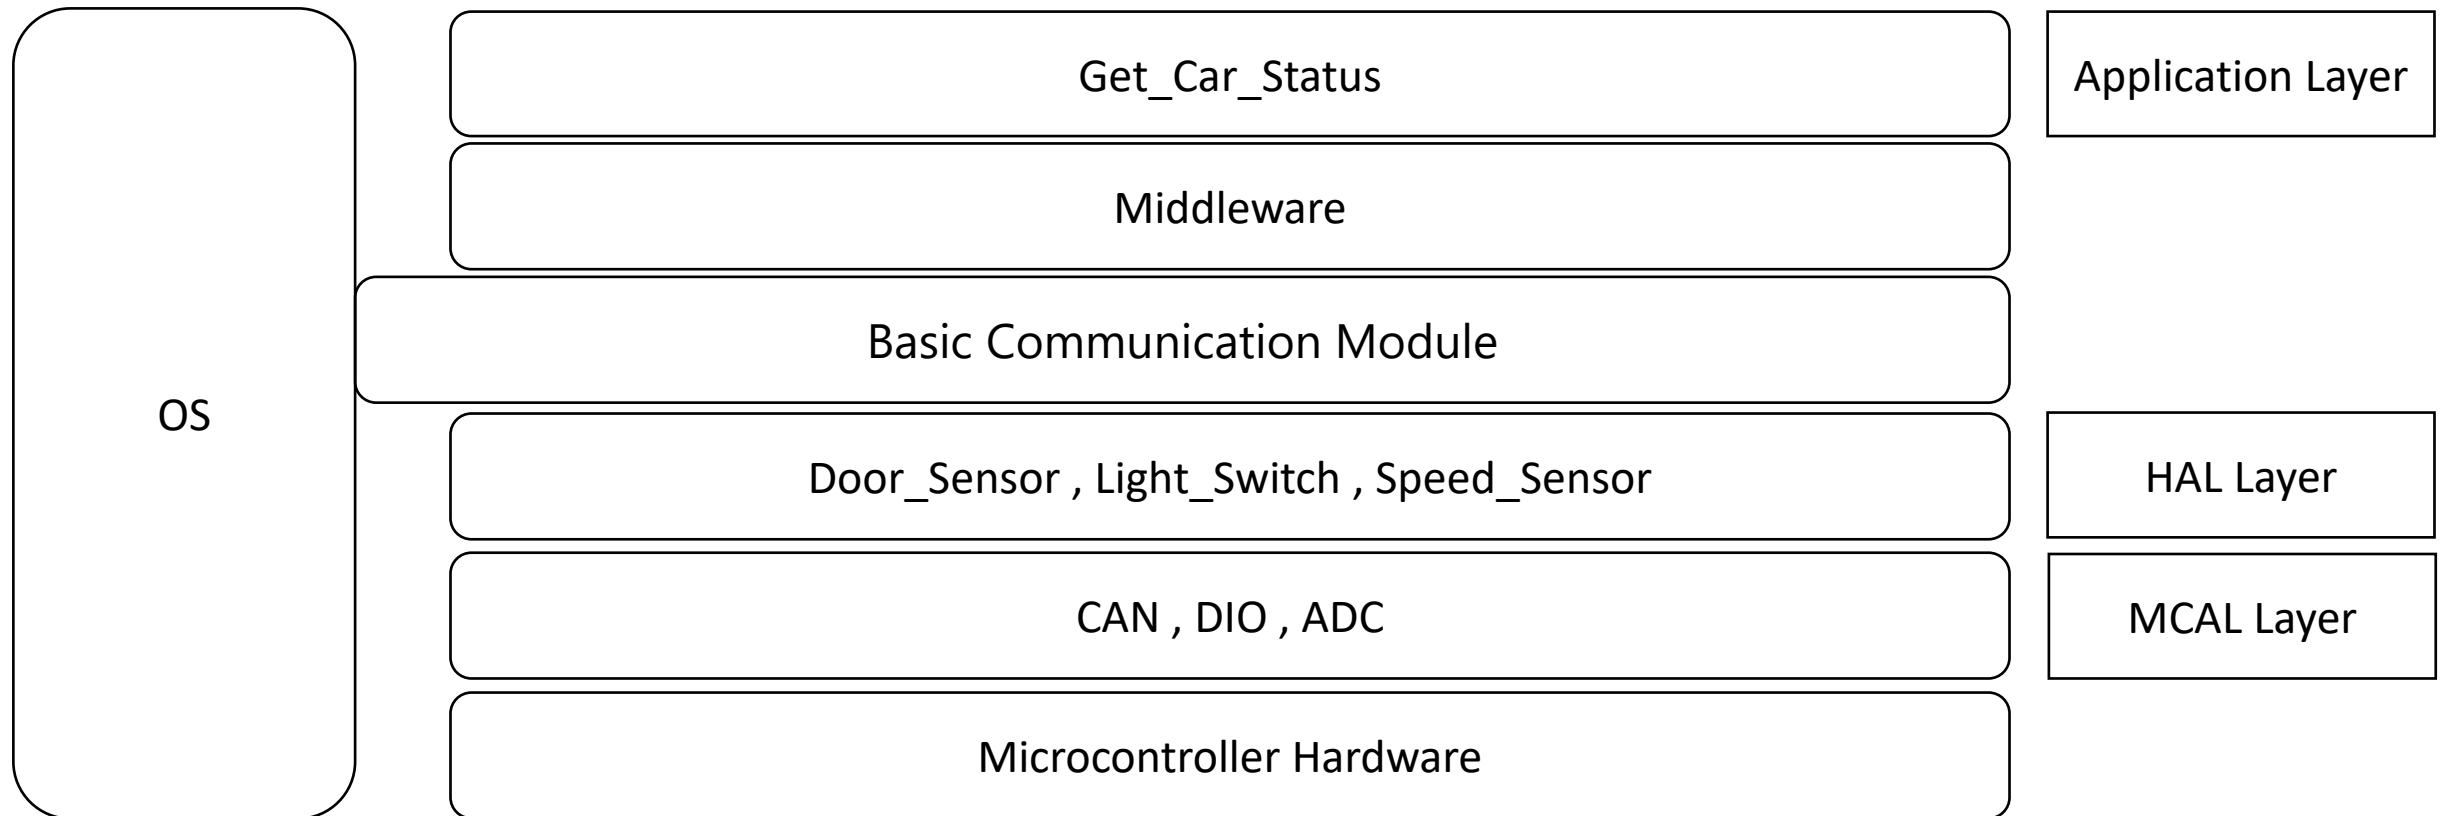 Get_Car_Status
Application Layer
Middleware
Basic Communication Module
OS
Door_Sensor , Light_Switch , Speed_Sensor
HAL Layer
CAN , DIO , ADC
MCAL Layer
Microcontroller Hardware